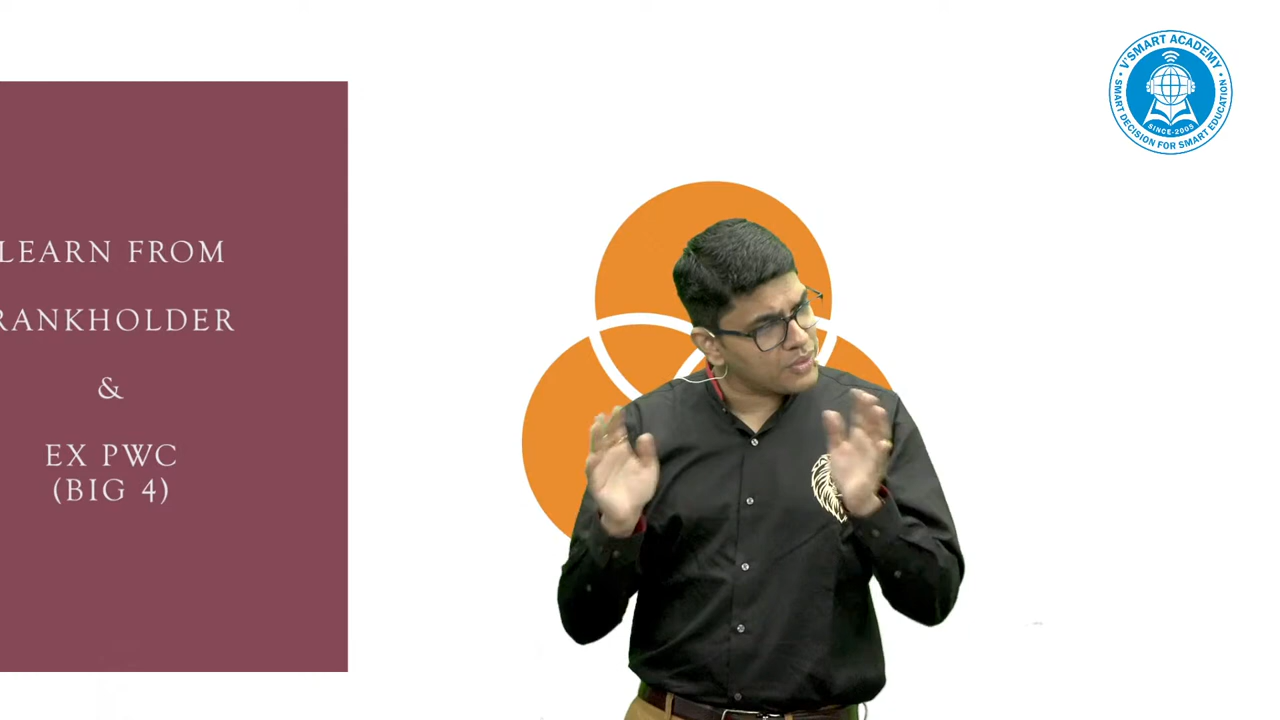 LEARN FROM
RANKHOLDER
&
EX PWC
(BIG 4)
V'SMART ACADEMY
SINCE-2005
SMART DECISION FOR SMART EDUCATION